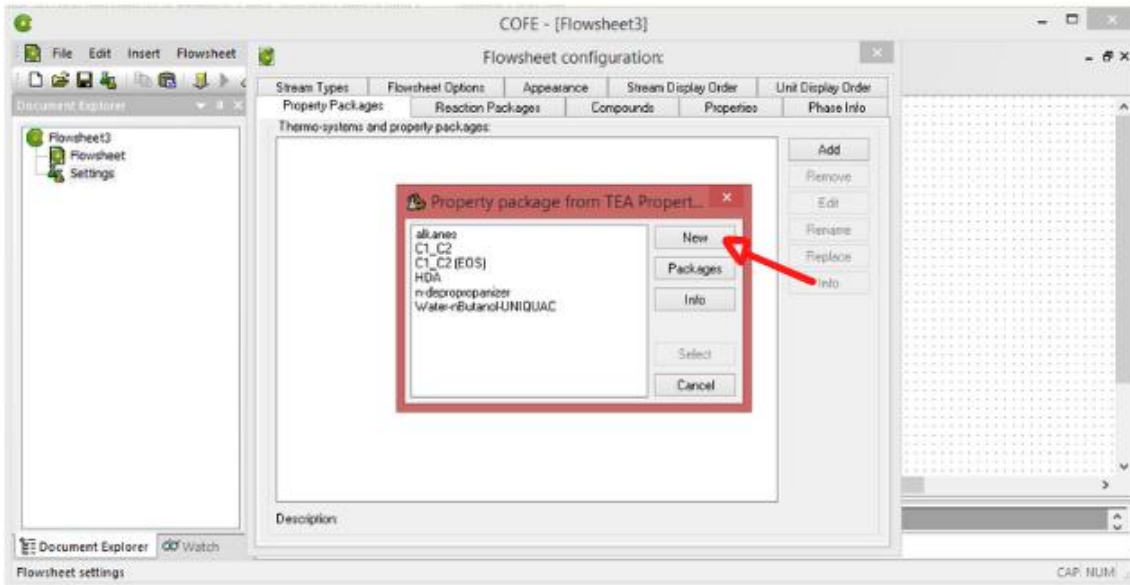 COFE - [Flowsheet3]
File Edit Insert Flowsheet
Flowsheet configuration:
Document Explorer
Stream Types Flowsheet Options Appearance Stream Display Order Unit Display Order
Property Packages Reaction Packages Compounds Properties Phase Info
Thermo-systems and property packages:
Flowsheet3
Flowsheet
Settings
Add
Remove
Edit
Rename
Replace
Info
Property package from TEA Propert...
alkanes
C1_C2
C1_C2 (EOS)
HDA
n-depropopanizer
Water-nButanol-UNIQUAC
New
Packages
Info
Select
Cancel
Description:
Document Explorer Watch
Flowsheet settings
CAP NUM